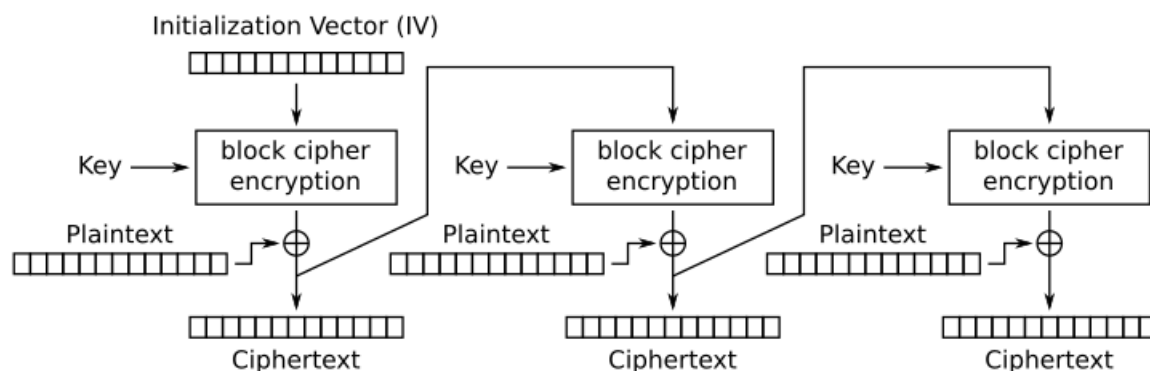 Initialization Vector (IV)
Key
block cipher
encryption
Key
block cipher
encryption
Key
block cipher
encryption
Plaintext
Plaintext
Plaintext
Ciphertext
Ciphertext
Ciphertext